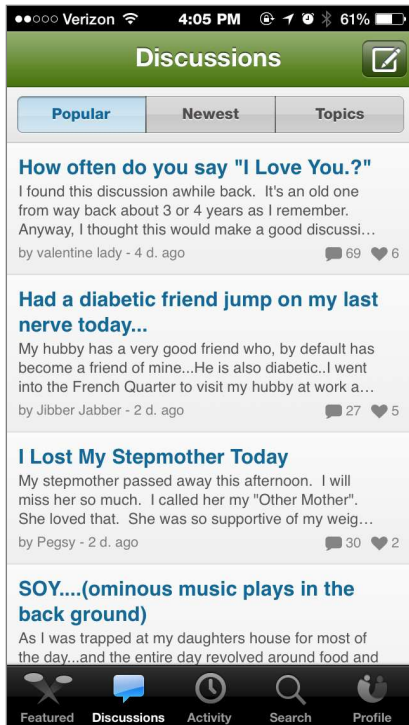 Verizon 4:05 PM 61%
Discussions
Popular Newest Topics
How often do you say "I Love You.?"
I found this discussion awhile back. It's an old one
from way back about 3 or 4 years as I remember.
Anyway, I thought this would make a good discussi...
by valentine lady - 4 d. ago 69 6
Had a diabetic friend jump on my last
nerve today...
My hubby has a very good friend who, by default has
become a friend of mine...He is also diabetic..I went
into the French Quarter to visit my hubby at work a...
by Jibber Jabber - 2 d. ago 27 5
I Lost My Stepmother Today
My stepmother passed away this afternoon. I will
miss her so much. I called her my "Other Mother".
She loved that. She was so supportive of my weig...
by Pegsy - 2 d. ago 30 2
SOY....(ominous music plays in the
back ground)
As I was trapped at my daughters house for most of
the day...and the entire day revolved around food and
Featured Discussions Activity Search Profile